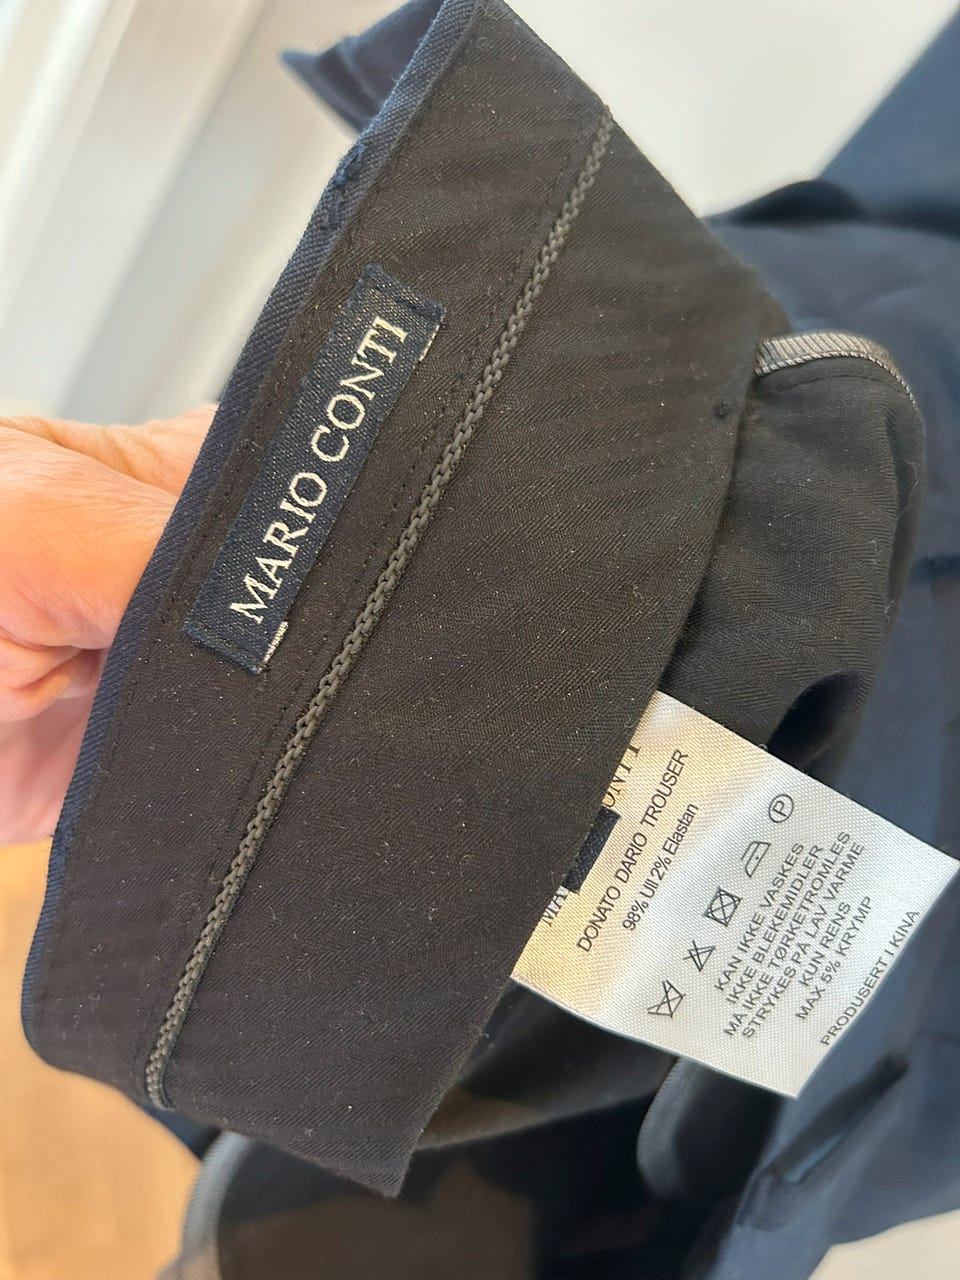 MARIO CONTI
DONATO DARIO TROUSER
98% Ull 2% Elastan
P
KAN IKKE VASKES
IKKE BLEKEMIDLER
MÅ IKKE TØRKETROMLES
STRYKES PÅ LAV VARME
KUN RENS
MAX 5% KRYMP
PRODUSERT I KINA